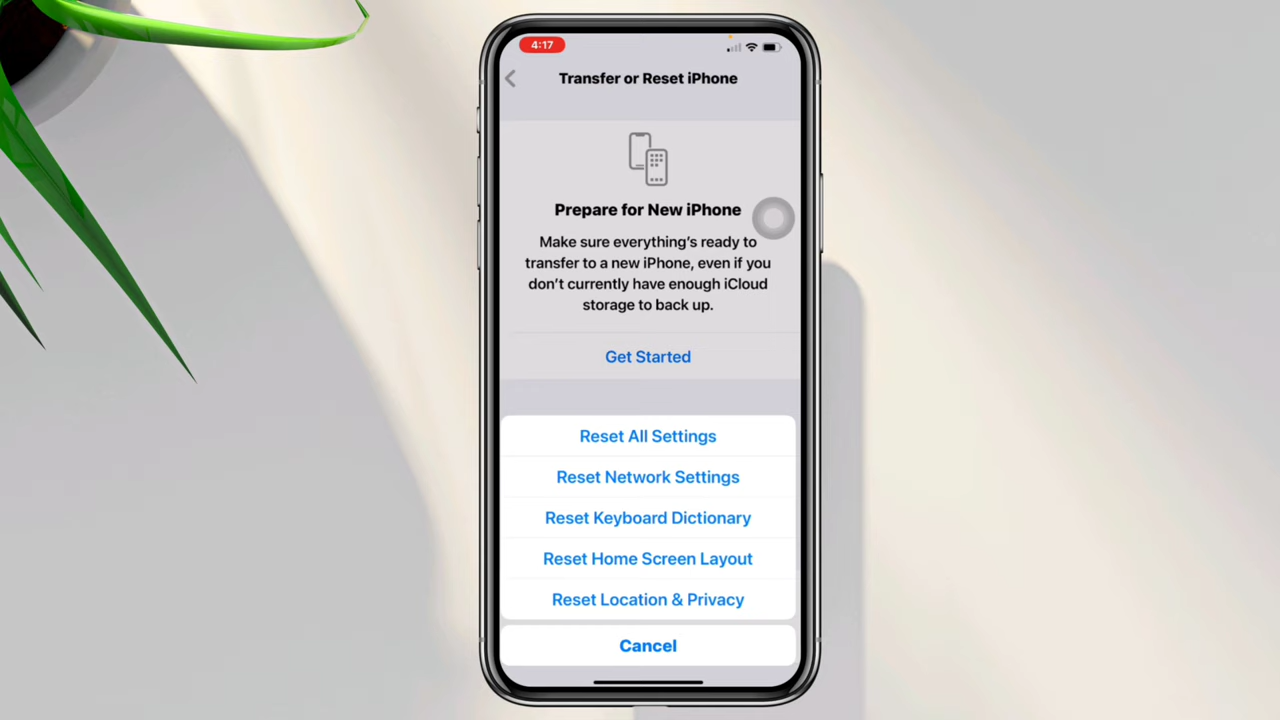 4:17
Transfer or Reset iPhone
Prepare for New iPhone
Make sure everything's ready to
transfer to a new iPhone, even if you
don't currently have enough iCloud
storage to back up.
Get Started
Reset All Settings
Reset Network Settings
Reset Keyboard Dictionary
Reset Home Screen Layout
Reset Location & Privacy
Cancel